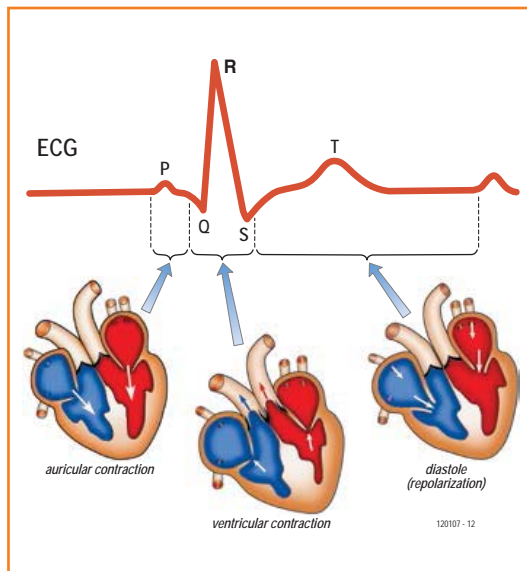 R
ECG
P
T
Q
S
auricular contraction
diastole
(repolarization)
ventricular contraction
120107 - 12